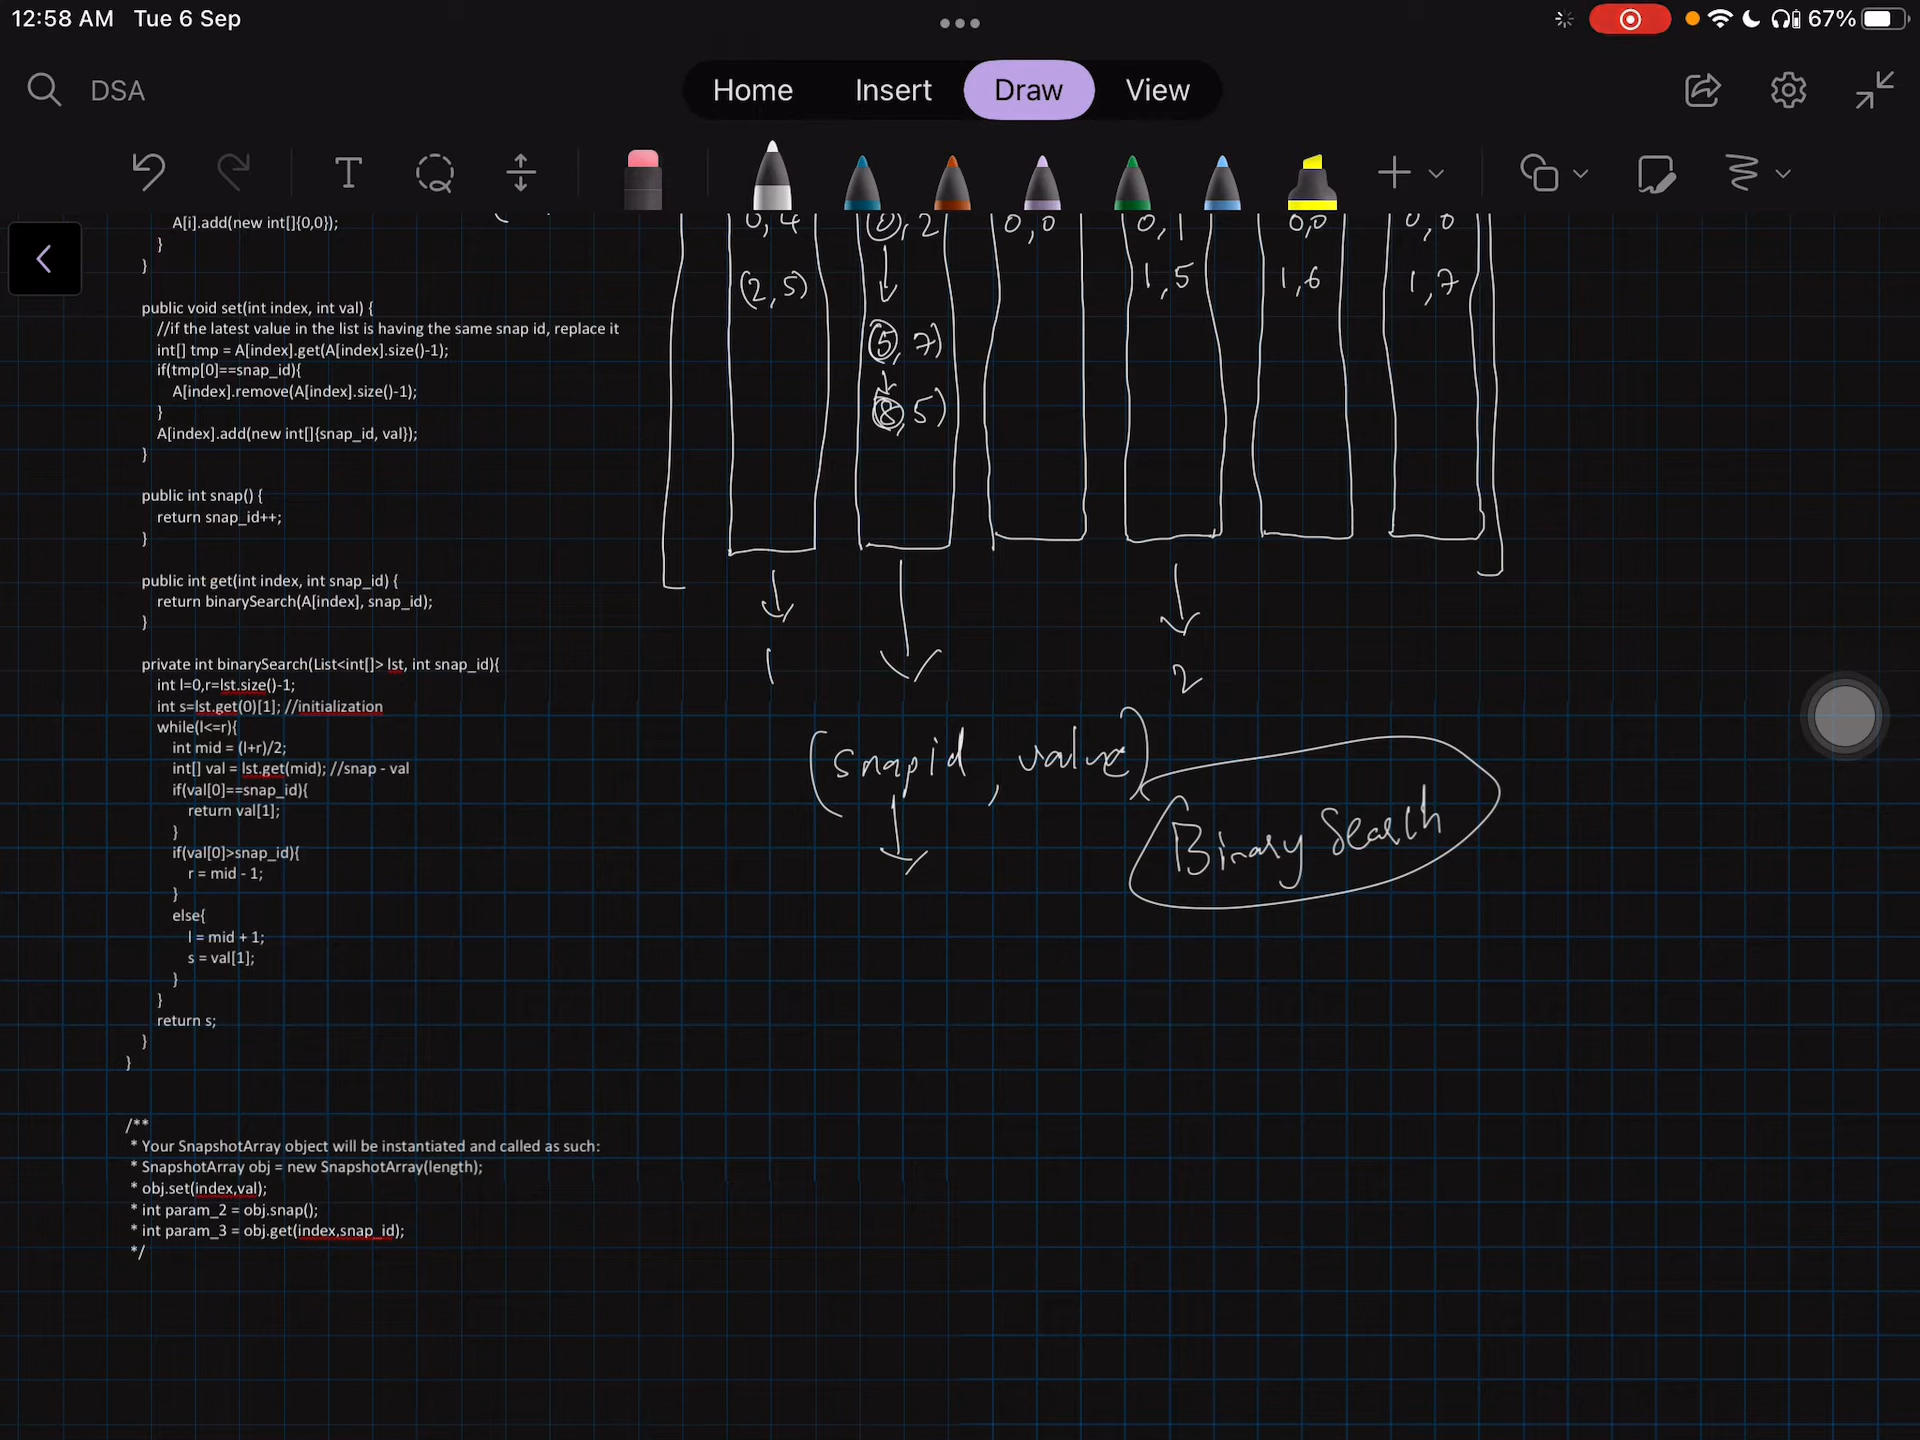 12:58 AM Tue 6 Sep
67%
DSA
Home Insert Draw View
T
A[i].add(new int[]{0,0});
}
}
public void set(int index, int val) {
//if the latest value in the list is having the same snap id, replace it
int[] tmp = A[index].get(A[index].size()-1);
if(tmp[0]==snap_id){
A[index].remove(A[index].size()-1);
}
A[index].add(new int[]{snap_id, val});
}
public int snap() {
return snap_id++;
}
public int get(int index, int snap_id) {
return binarySearch(A[index], snap_id);
}
private int binarySearch(List<int[]> lst, int snap_id){
int l=0,r=lst.size()-1;
int s=lst.get(0)[1]; //initialization
while(l<=r){
int mid = (l+r)/2;
int[] val = lst.get(mid); //snap - val
if(val[0]==snap_id){
return val[1];
}
if(val[0]>snap_id){
r = mid - 1;
}
else{
l = mid + 1;
s = val[1];
}
}
return s;
}
}
/**
* Your SnapshotArray object will be instantiated and called as such:
* SnapshotArray obj = new SnapshotArray(length);
* obj.set(index,val);
* int param_2 = obj.snap();
* int param_3 = obj.get(index,snap_id);
*/
0,4 0,2 0,0 0,1 0,0 0,0
(2,5) 1,5 1,6 1,7
5, 7)
8, 5)
1 2
(snapid, value)
Binary Search